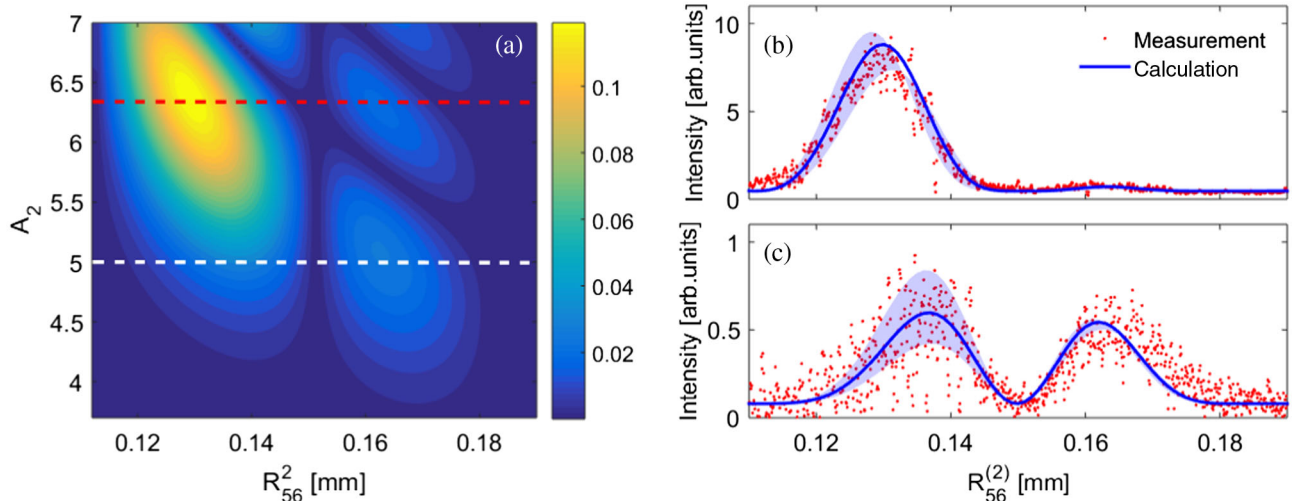 (a)
7
6.5
6
5.5
5
4.5
4
A2
0.12 0.14 0.16 0.18
R²56 [mm]
0.1
0.08
0.06
0.04
0.02
(b)
Measurement
Calculation
10
5
0
Intensity [arb.units]
(c)
1
0.5
0
Intensity [arb.units]
0.12 0.14 0.16 0.18
R56(2) [mm]